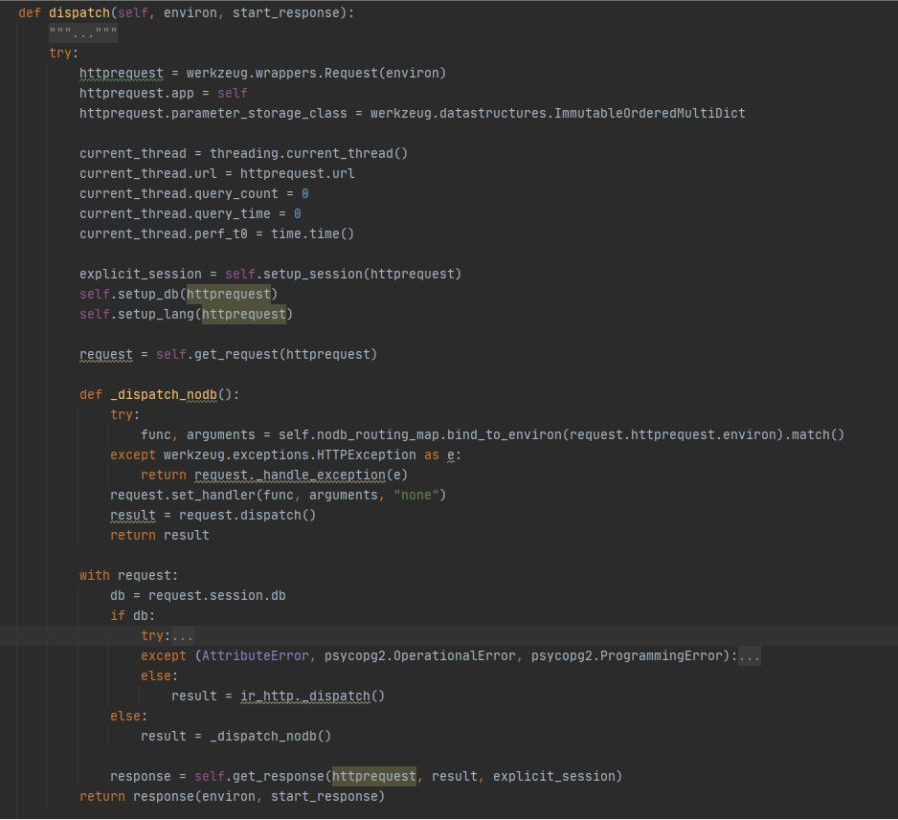 def dispatch(self, environ, start_response):
    """..."""
    try:
        httprequest = werkzeug.wrappers.Request(environ)
        httprequest.app = self
        httprequest.parameter_storage_class = werkzeug.datastructures.ImmutableOrderedMultiDict

        current_thread = threading.current_thread()
        current_thread.url = httprequest.url
        current_thread.query_count = 0
        current_thread.query_time = 0
        current_thread.perf_t0 = time.time()

        explicit_session = self.setup_session(httprequest)
        self.setup_db(httprequest)
        self.setup_lang(httprequest)

        request = self.get_request(httprequest)

        def _dispatch_nodb():
            try:
                func, arguments = self.nodb_routing_map.bind_to_environ(request.httprequest.environ).match()
            except werkzeug.exceptions.HTTPException as e:
                return request._handle_exception(e)
            request.set_handler(func, arguments, "none")
            result = request.dispatch()
            return result

        with request:
            db = request.session.db
            if db:
                try:...
                except (AttributeError, psycopg2.OperationalError, psycopg2.ProgrammingError):...
                else:
                    result = ir_http._dispatch()
            else:
                result = _dispatch_nodb()

            response = self.get_response(httprequest, result, explicit_session)
        return response(environ, start_response)